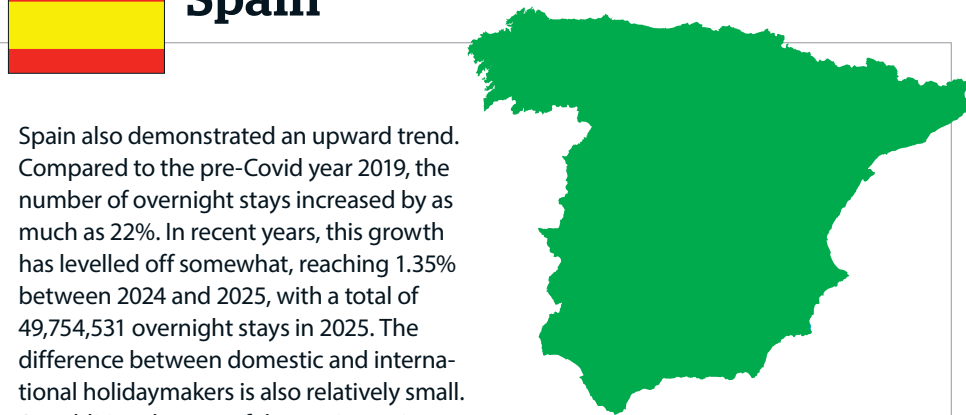 Spain
Spain also demonstrated an upward trend.
Compared to the pre-Covid year 2019, the
number of overnight stays increased by as
much as 22%. In recent years, this growth
has levelled off somewhat, reaching 1.35%
between 2024 and 2025, with a total of
49,754,531 overnight stays in 2025. The
difference between domestic and interna-
tional holidaymakers is also relatively small.